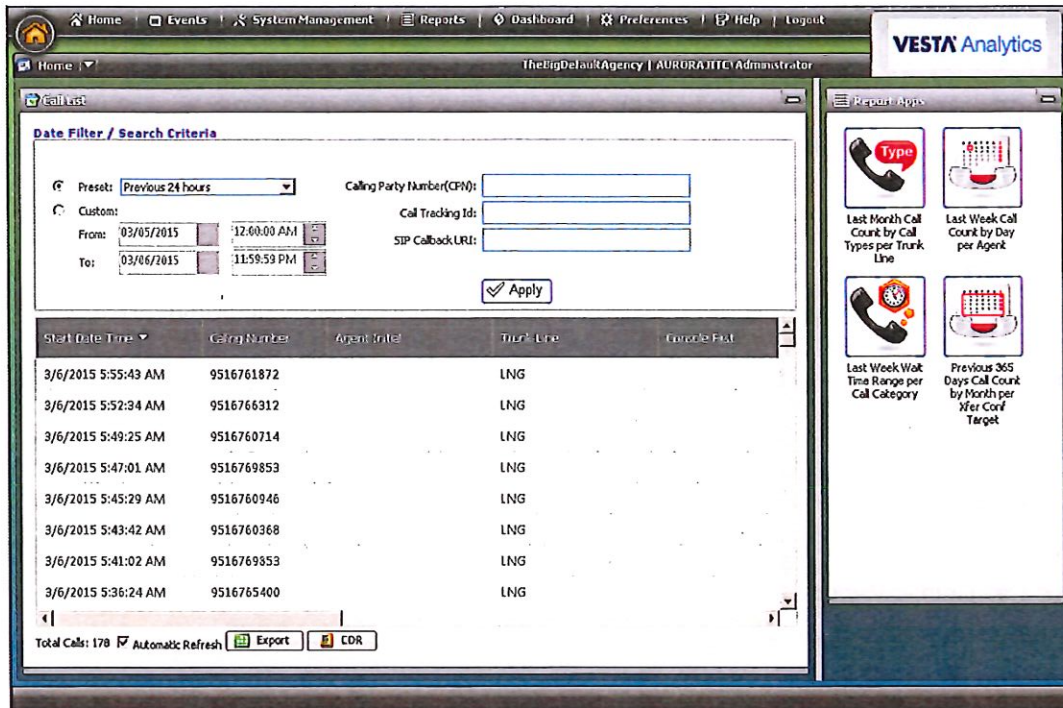 Home | Events | System Management | Reports | Dashboard | Preferences | Help | Logout
VESTA Analytics
Home
TheBigDefaultAgency | AURORAJITC\Administrator
Call List
Date Filter / Search Criteria
Preset: Previous 24 hours
Custom:
From: 03/05/2015 12:00:00 AM
To: 03/06/2015 11:59:59 PM
Calling Party Number(CPN):
Call Tracking Id:
SIP Callback URI:
Apply
Start Date Time Calling Number Agent Initial Trunk Line Console First
3/6/2015 5:55:43 AM 9516761872 LNG
3/6/2015 5:52:34 AM 9516766312 LNG
3/6/2015 5:49:25 AM 9516760714 LNG
3/6/2015 5:47:01 AM 9516769853 LNG
3/6/2015 5:45:29 AM 9516760946 LNG
3/6/2015 5:43:42 AM 9516760368 LNG
3/6/2015 5:41:02 AM 9516769853 LNG
3/6/2015 5:36:24 AM 9516765400 LNG
Total Calls: 178 Automatic Refresh Export CDR
Report Apps
Type
Last Month Call
Count by Call
Types per Trunk
Line
Last Week Call
Count by Day
per Agent
Last Week Wait
Time Range per
Call Category
Previous 365
Days Call Count
by Month per
Xfer Conf
Target